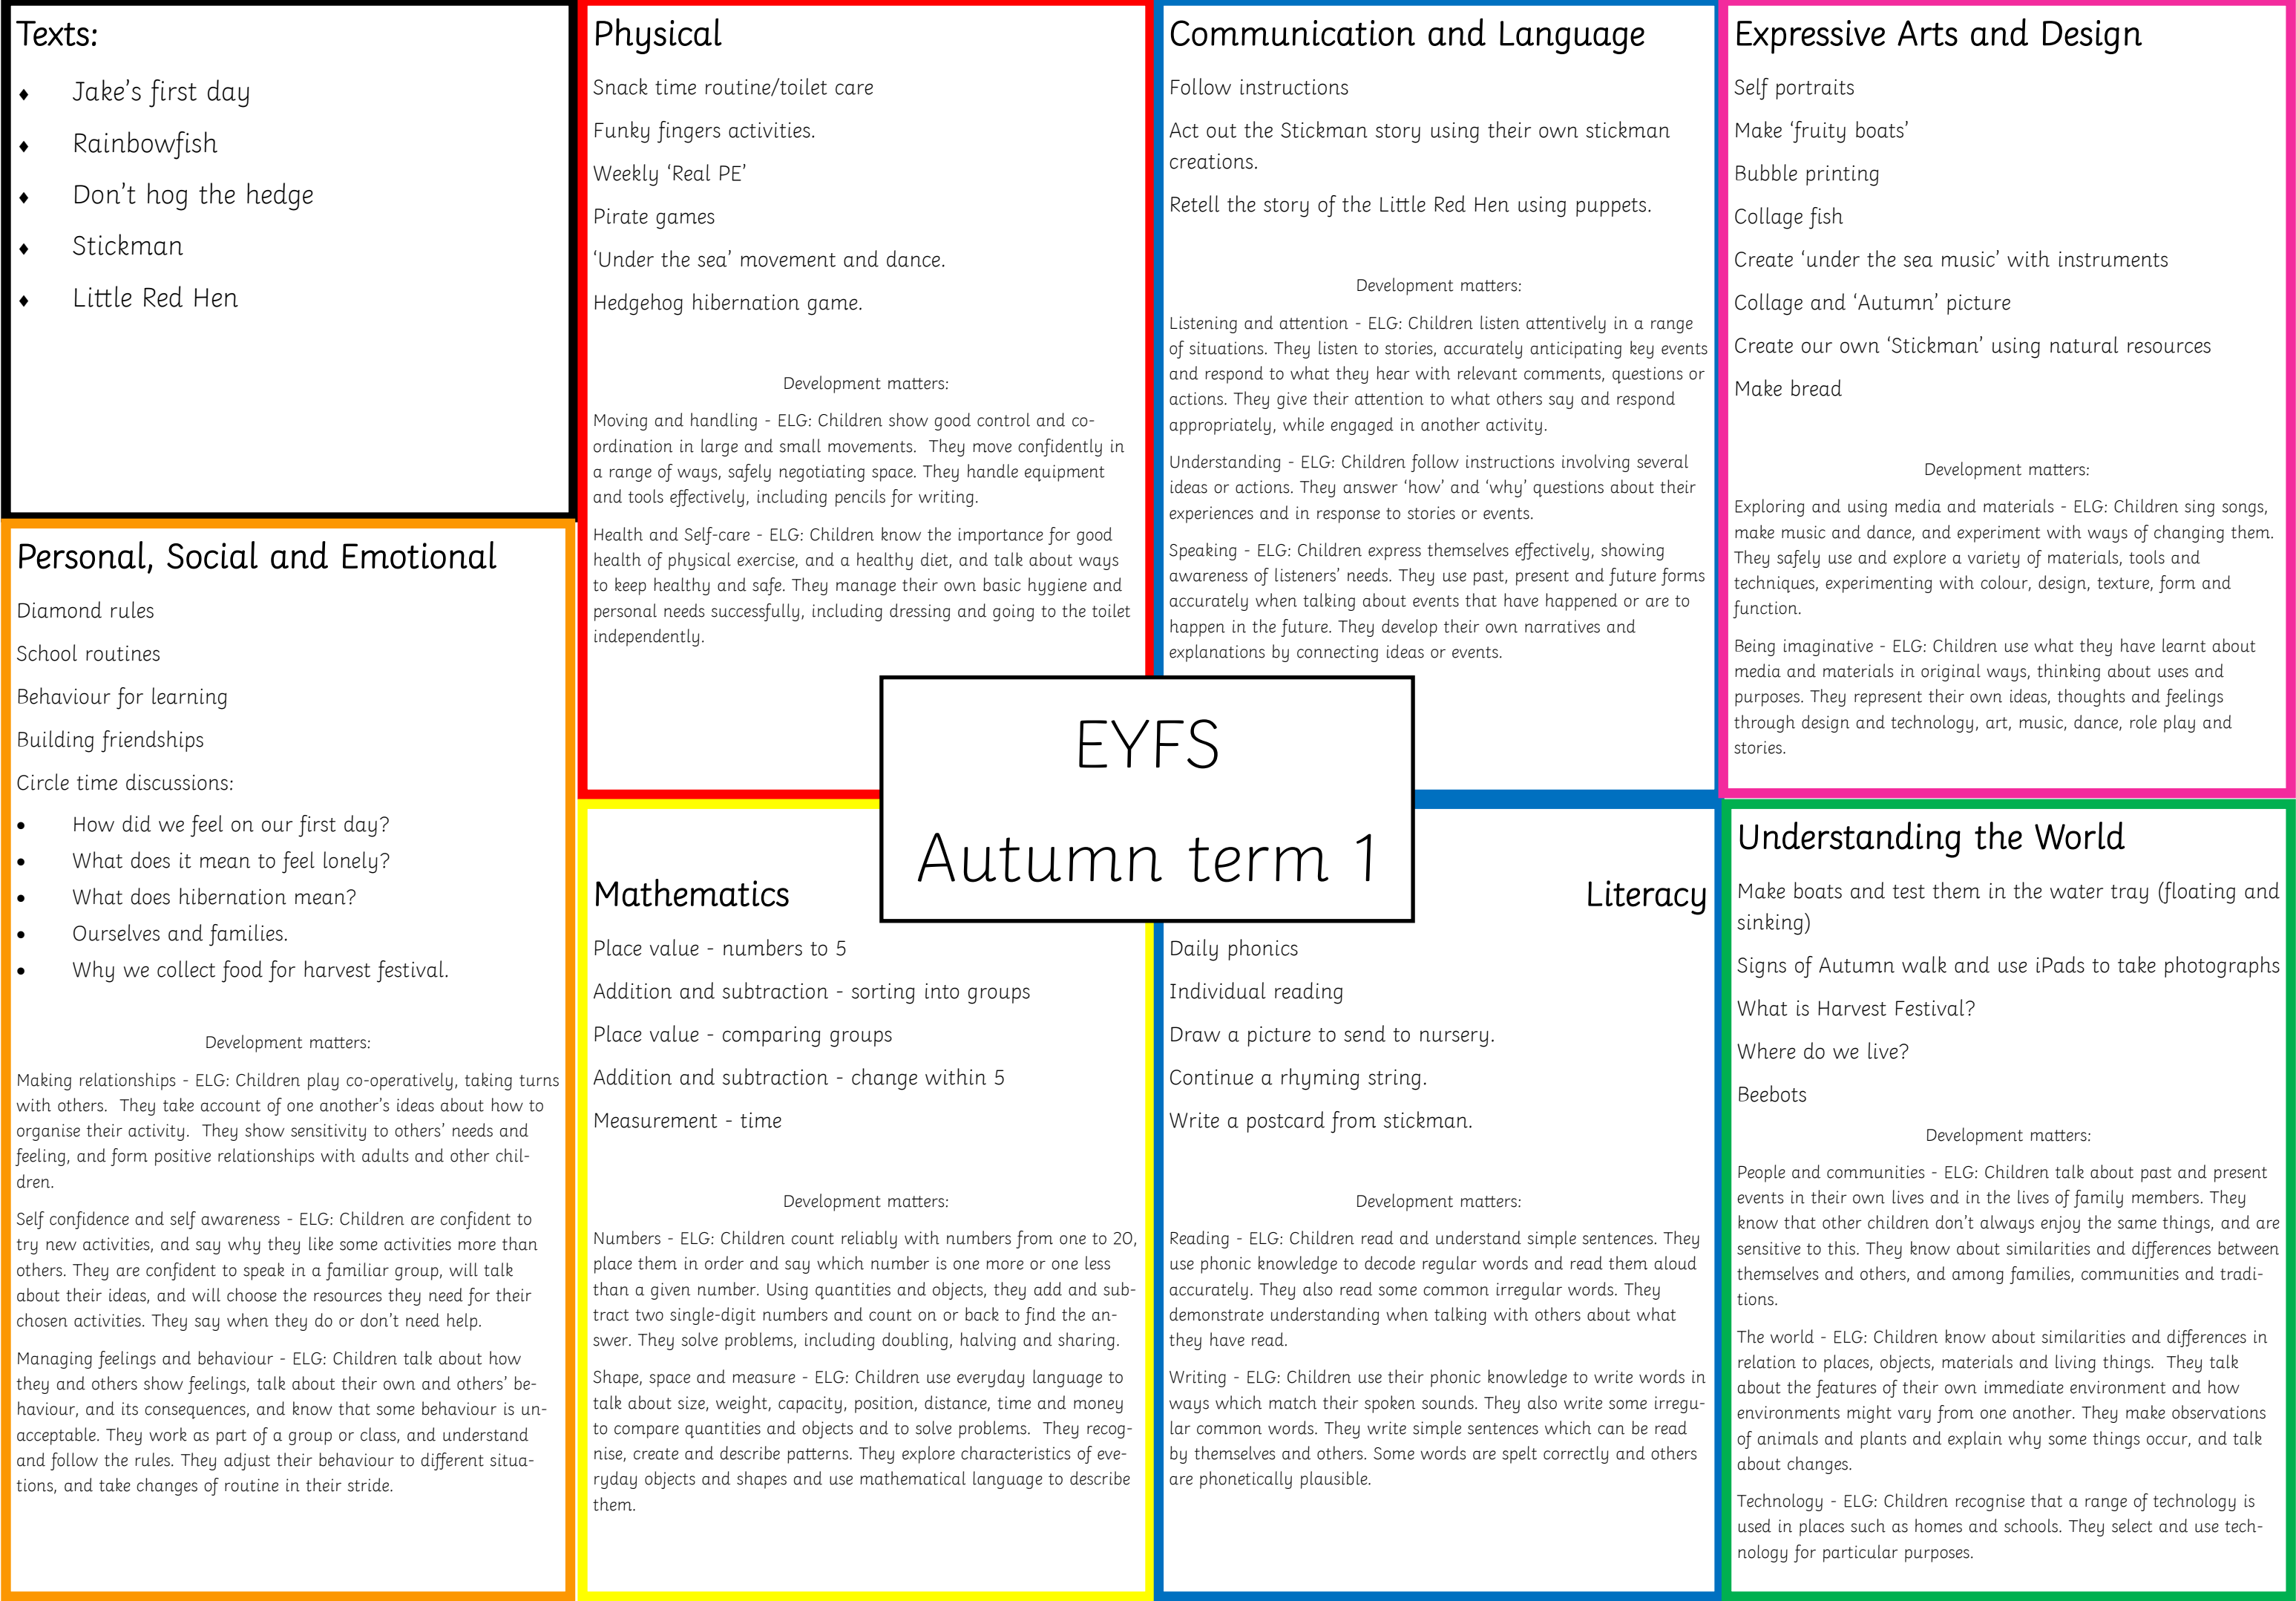 Texts:
♦ Jake's first day
♦ Rainbowfish
♦ Don't hog the hedge
♦ Stickman
♦ Little Red Hen
Personal, Social and Emotional
Diamond rules
School routines
Behaviour for learning
Building friendships
Circle time discussions:
• How did we feel on our first day?
• What does it mean to feel lonely?
• What does hibernation mean?
• Ourselves and families.
• Why we collect food for harvest festival.
Development matters:
Making relationships - ELG: Children play co-operatively, taking turns
with others.  They take account of one another's ideas about how to
organise their activity.  They show sensitivity to others' needs and
feeling, and form positive relationships with adults and other chil-
dren.
Self confidence and self awareness - ELG: Children are confident to
try new activities, and say why they like some activities more than
others. They are confident to speak in a familiar group, will talk
about their ideas, and will choose the resources they need for their
chosen activities. They say when they do or don't need help.
Managing feelings and behaviour - ELG: Children talk about how
they and others show feelings, talk about their own and others' be-
haviour, and its consequences, and know that some behaviour is un-
acceptable. They work as part of a group or class, and understand
and follow the rules. They adjust their behaviour to different situa-
tions, and take changes of routine in their stride.
Physical
Snack time routine/toilet care
Funky fingers activities.
Weekly 'Real PE'
Pirate games
'Under the sea' movement and dance.
Hedgehog hibernation game.
Development matters:
Moving and handling - ELG: Children show good control and co-
ordination in large and small movements.  They move confidently in
a range of ways, safely negotiating space. They handle equipment
and tools effectively, including pencils for writing.
Health and Self-care - ELG: Children know the importance for good
health of physical exercise, and a healthy diet, and talk about ways
to keep healthy and safe. They manage their own basic hygiene and
personal needs successfully, including dressing and going to the toilet
independently.
Communication and Language
Follow instructions
Act out the Stickman story using their own stickman
creations.
Retell the story of the Little Red Hen using puppets.
Development matters:
Listening and attention - ELG: Children listen attentively in a range
of situations. They listen to stories, accurately anticipating key events
and respond to what they hear with relevant comments, questions or
actions. They give their attention to what others say and respond
appropriately, while engaged in another activity.
Understanding - ELG: Children follow instructions involving several
ideas or actions. They answer 'how' and 'why' questions about their
experiences and in response to stories or events.
Speaking - ELG: Children express themselves effectively, showing
awareness of listeners' needs. They use past, present and future forms
accurately when talking about events that have happened or are to
happen in the future. They develop their own narratives and
explanations by connecting ideas or events.
Expressive Arts and Design
Self portraits
Make 'fruity boats'
Bubble printing
Collage fish
Create 'under the sea music' with instruments
Collage and 'Autumn' picture
Create our own 'Stickman' using natural resources
Make bread
Development matters:
Exploring and using media and materials - ELG: Children sing songs,
make music and dance, and experiment with ways of changing them.
They safely use and explore a variety of materials, tools and
techniques, experimenting with colour, design, texture, form and
function.
Being imaginative - ELG: Children use what they have learnt about
media and materials in original ways, thinking about uses and
purposes. They represent their own ideas, thoughts and feelings
through design and technology, art, music, dance, role play and
stories.
EYFS
Autumn term 1
Mathematics
Place value - numbers to 5
Addition and subtraction - sorting into groups
Place value - comparing groups
Addition and subtraction - change within 5
Measurement - time
Development matters:
Numbers - ELG: Children count reliably with numbers from one to 20,
place them in order and say which number is one more or one less
than a given number. Using quantities and objects, they add and sub-
tract two single-digit numbers and count on or back to find the an-
swer. They solve problems, including doubling, halving and sharing.
Shape, space and measure - ELG: Children use everyday language to
talk about size, weight, capacity, position, distance, time and money
to compare quantities and objects and to solve problems.  They recog-
nise, create and describe patterns. They explore characteristics of eve-
ryday objects and shapes and use mathematical language to describe
them.
Literacy
Daily phonics
Individual reading
Draw a picture to send to nursery.
Continue a rhyming string.
Write a postcard from stickman.
Development matters:
Reading - ELG: Children read and understand simple sentences. They
use phonic knowledge to decode regular words and read them aloud
accurately. They also read some common irregular words. They
demonstrate understanding when talking with others about what
they have read.
Writing - ELG: Children use their phonic knowledge to write words in
ways which match their spoken sounds. They also write some irregu-
lar common words. They write simple sentences which can be read
by themselves and others. Some words are spelt correctly and others
are phonetically plausible.
Understanding the World
Make boats and test them in the water tray (floating and
sinking)
Signs of Autumn walk and use iPads to take photographs
What is Harvest Festival?
Where do we live?
Beebots
Development matters:
People and communities - ELG: Children talk about past and present
events in their own lives and in the lives of family members. They
know that other children don't always enjoy the same things, and are
sensitive to this. They know about similarities and differences between
themselves and others, and among families, communities and tradi-
tions.
The world - ELG: Children know about similarities and differences in
relation to places, objects, materials and living things.  They talk
about the features of their own immediate environment and how
environments might vary from one another. They make observations
of animals and plants and explain why some things occur, and talk
about changes.
Technology - ELG: Children recognise that a range of technology is
used in places such as homes and schools. They select and use tech-
nology for particular purposes.